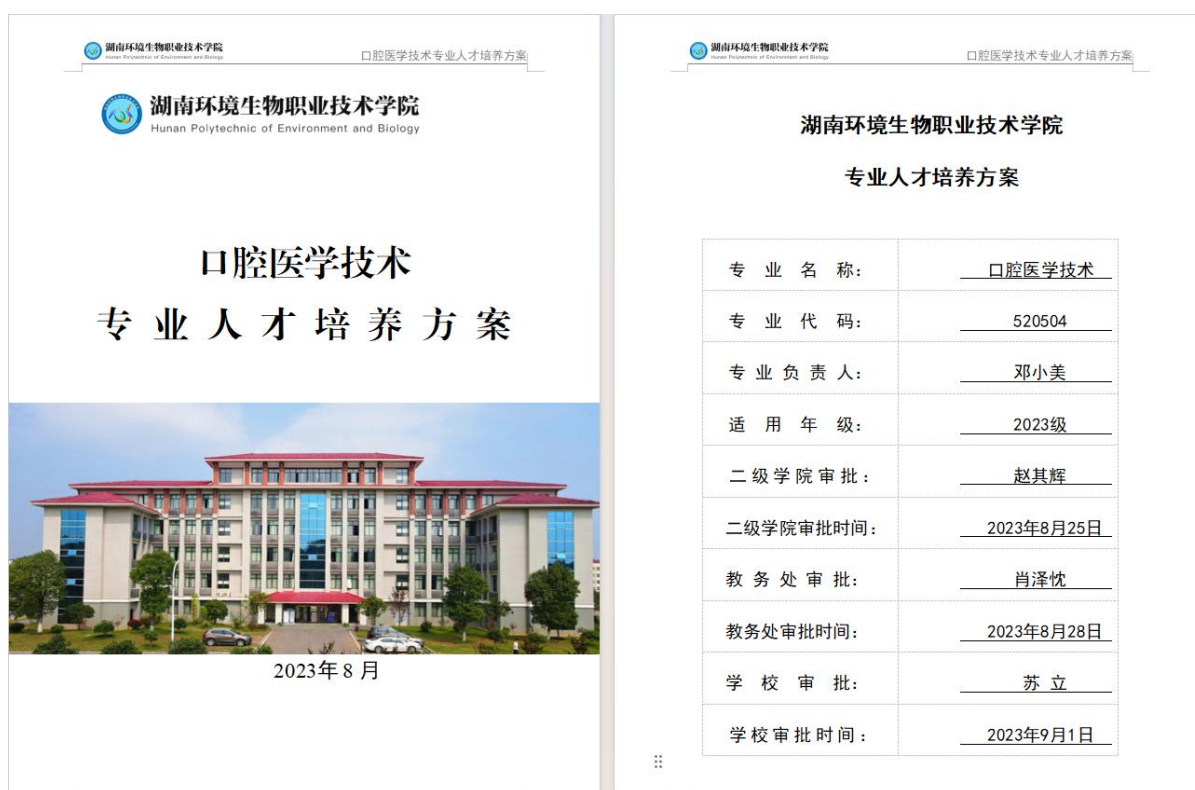 湖南环境生物职业技术学院
Hunan Polytechnic of Environment and Biology
口腔医学技术专业人才培养方案
湖南环境生物职业技术学院
Hunan Polytechnic of Environment and Biology
口腔医学技术
专业人才培养方案
2023年8月
湖南环境生物职业技术学院
Hunan Polytechnic of Environment and Biology
口腔医学技术专业人才培养方案
湖南环境生物职业技术学院
专业人才培养方案
专业名称： 口腔医学技术
专业代码： 520504
专业负责人： 邓小美
适用年级： 2023级
二级学院审批： 赵其辉
二级学院审批时间： 2023年8月25日
教务处审批： 肖泽忱
教务处审批时间： 2023年8月28日
学校审批： 苏立
学校审批时间： 2023年9月1日